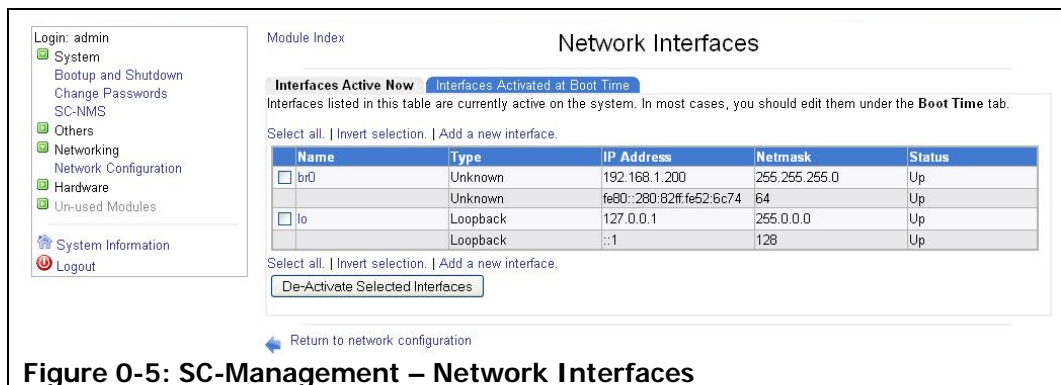 Login: admin
System
Bootup and Shutdown
Change Passwords
SC-NMS
Others
Networking
Network Configuration
Hardware
Un-used Modules
System Information
Logout
Module Index
Network Interfaces
Interfaces Active Now Interfaces Activated at Boot Time
Interfaces listed in this table are currently active on the system. In most cases, you should edit them under the Boot Time tab.
Select all. | Invert selection. | Add a new interface.
Name Type IP Address Netmask Status
br0 Unknown 192.168.1.200 255.255.255.0 Up
Unknown fe80::280:82ff:fe52:6c74 64 Up
lo Loopback 127.0.0.1 255.0.0.0 Up
Loopback ::1 128 Up
Select all. | Invert selection. | Add a new interface.
De-Activate Selected Interfaces
Return to network configuration
Figure 0-5: SC-Management – Network Interfaces